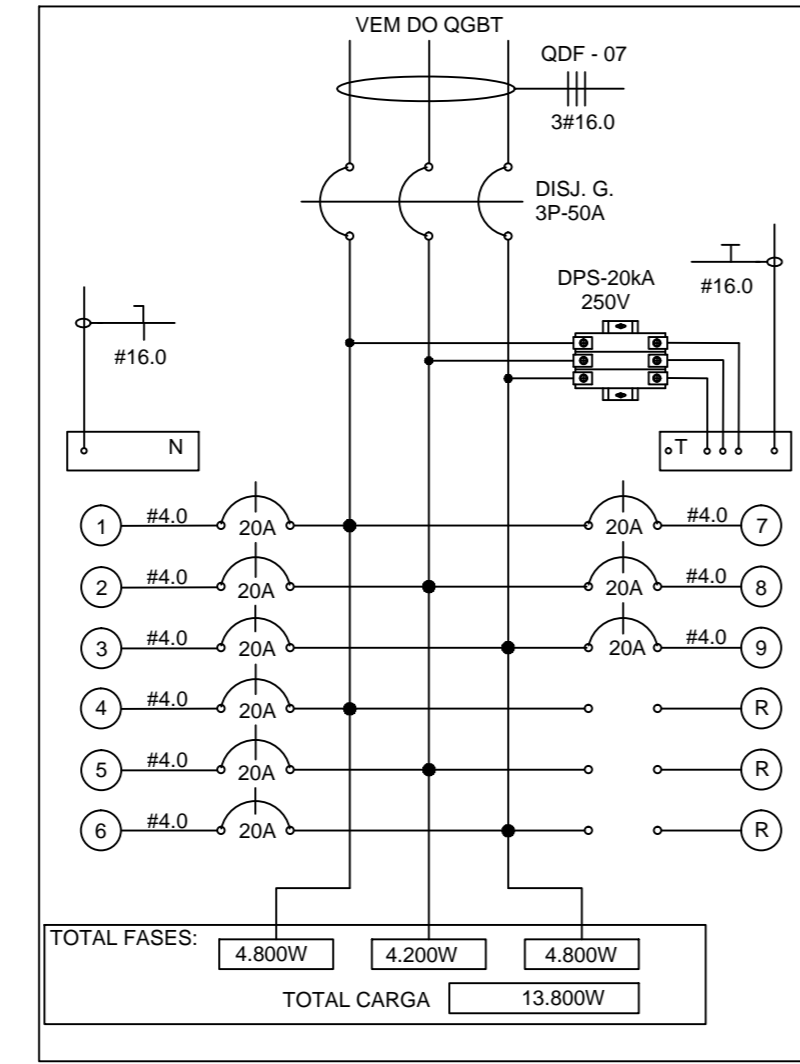 VEM DO QGBT
QDF - 07
3#16.0
DISJ. G.
3P-50A
DPS-20kA
250V
#16.0
#16.0
N
T
1 #4.0 20A 20A #4.0 7
2 #4.0 20A 20A #4.0 8
3 #4.0 20A 20A #4.0 9
4 #4.0 20A R
5 #4.0 20A R
6 #4.0 20A R
TOTAL FASES: 4.800W 4.200W 4.800W
TOTAL CARGA 13.800W